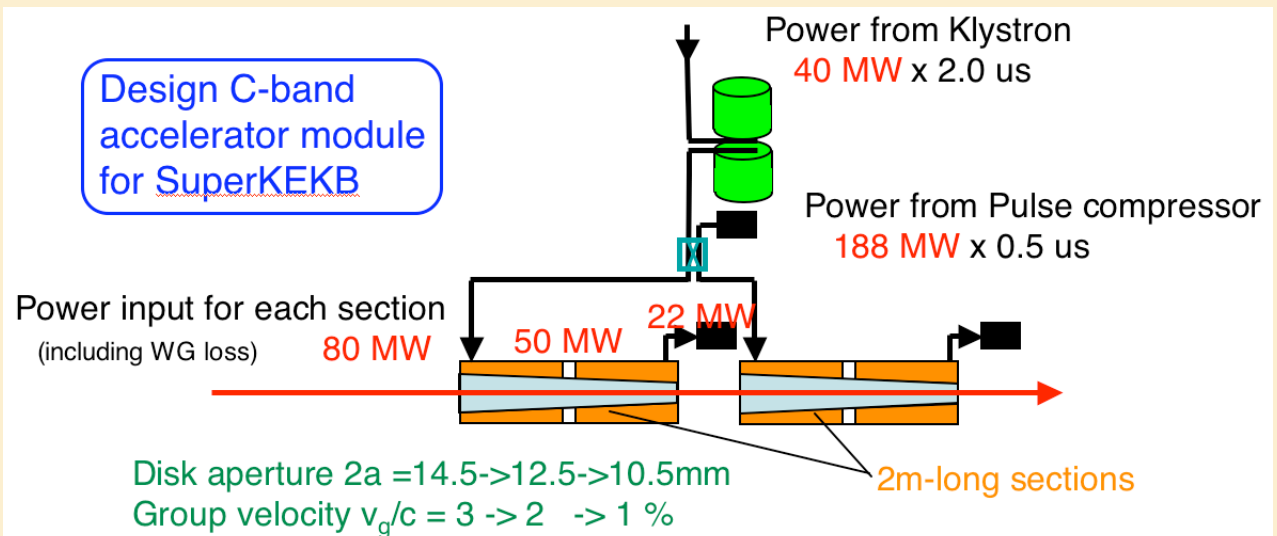 Power from Klystron
40 MW x 2.0 us
Design C-band
accelerator module
for SuperKEKB
Power from Pulse compressor
188 MW x 0.5 us
Power input for each section
(including WG loss)
80 MW
50 MW
22 MW
Disk aperture 2a =14.5->12.5->10.5mm
Group velocity vg/c = 3 -> 2 -> 1 %
2m-long sections